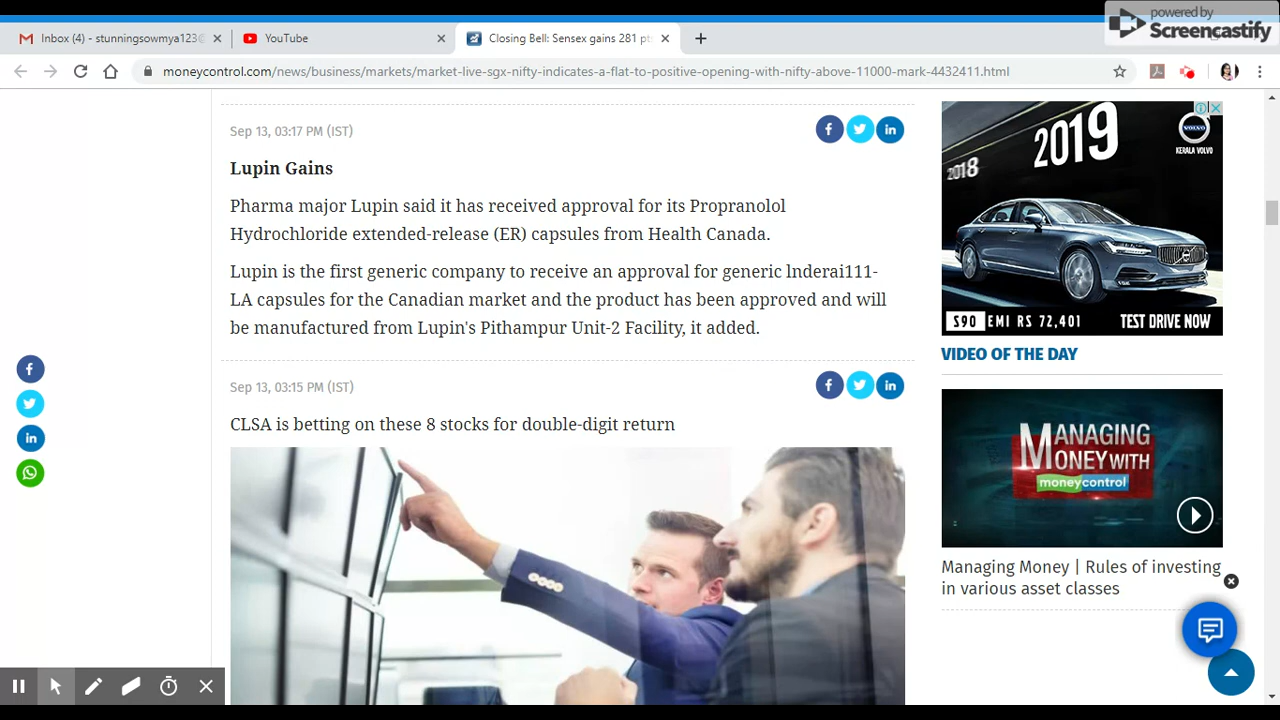 powered by
Screencastify
Inbox (4) - stunningsowmya123@
YouTube
Closing Bell: Sensex gains 281 pt
moneycontrol.com/news/business/markets/market-live-sgx-nifty-indicates-a-flat-to-positive-opening-with-nifty-above-11000-mark-4432411.html
Sep 13, 03:17 PM (IST)
Lupin Gains
Pharma major Lupin said it has received approval for its Propranolol
Hydrochloride extended-release (ER) capsules from Health Canada.
Lupin is the first generic company to receive an approval for generic lnderai111-
LA capsules for the Canadian market and the product has been approved and will
be manufactured from Lupin's Pithampur Unit-2 Facility, it added.
Sep 13, 03:15 PM (IST)
CLSA is betting on these 8 stocks for double-digit return
2018
2019
VOLVO
KERALA VOLVO
S90 EMI RS 72,401 TEST DRIVE NOW
VIDEO OF THE DAY
MANAGING
MONEY WITH
moneycontrol
Managing Money | Rules of investing
in various asset classes